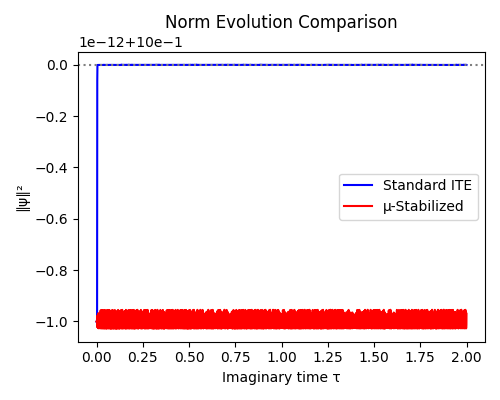 Norm Evolution Comparison
1e−12+10e−1
0.0
−0.2
−0.4
−0.6
−0.8
−1.0
‖ψ‖²
Standard ITE
μ-Stabilized
0.00 0.25 0.50 0.75 1.00 1.25 1.50 1.75 2.00
Imaginary time τ